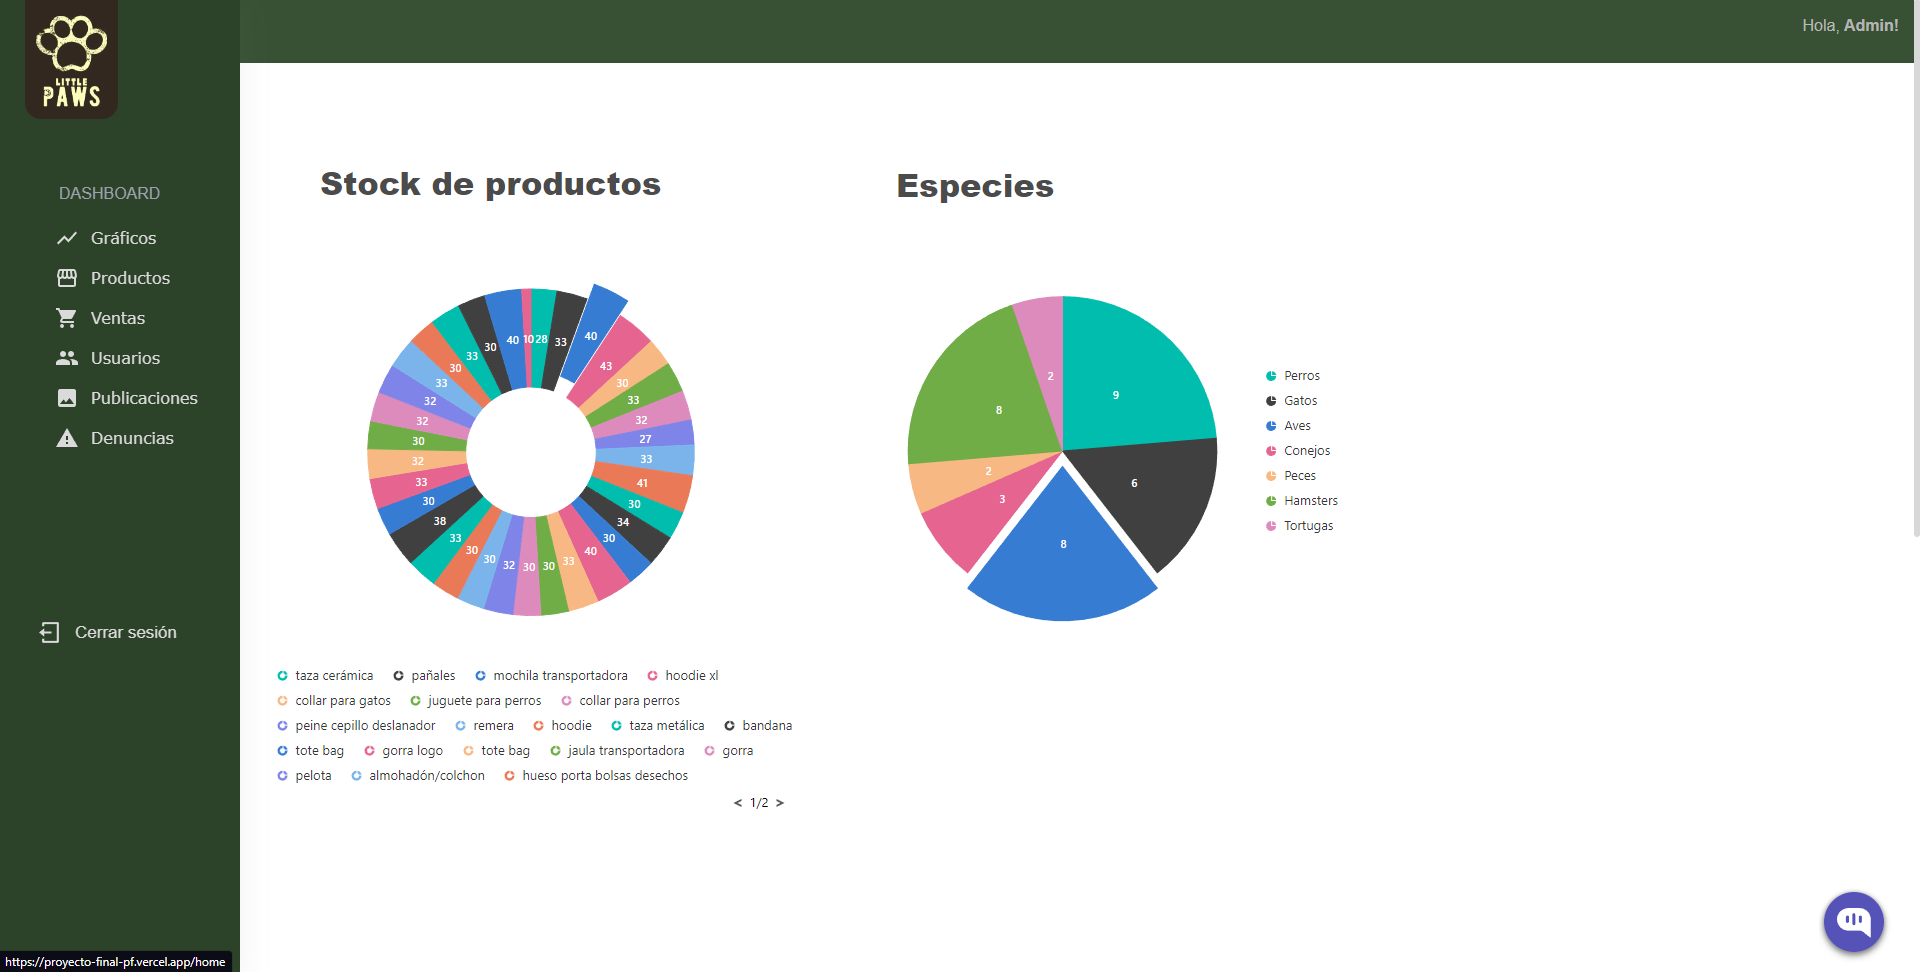 LITTLE
PAWS
Hola, Admin!
DASHBOARD
Gráficos
Productos
Ventas
Usuarios
Publicaciones
Denuncias
Cerrar sesión
Stock de productos
28
33
40
43
30
33
32
27
33
41
30
34
30
40
33
30
30
32
30
30
33
38
30
33
32
30
32
32
33
30
33
30
40
10
taza cerámica pañales mochila transportadora hoodie xl
collar para gatos juguete para perros collar para perros
peine cepillo deslanador remera hoodie taza metálica bandana
tote bag gorra logo tote bag jaula transportadora gorra
pelota almohadón/colchon hueso porta bolsas desechos
< 1/2 >
Especies
9
6
8
3
2
8
2
Perros
Gatos
Aves
Conejos
Peces
Hamsters
Tortugas
https://proyecto-final-pf.vercel.app/home